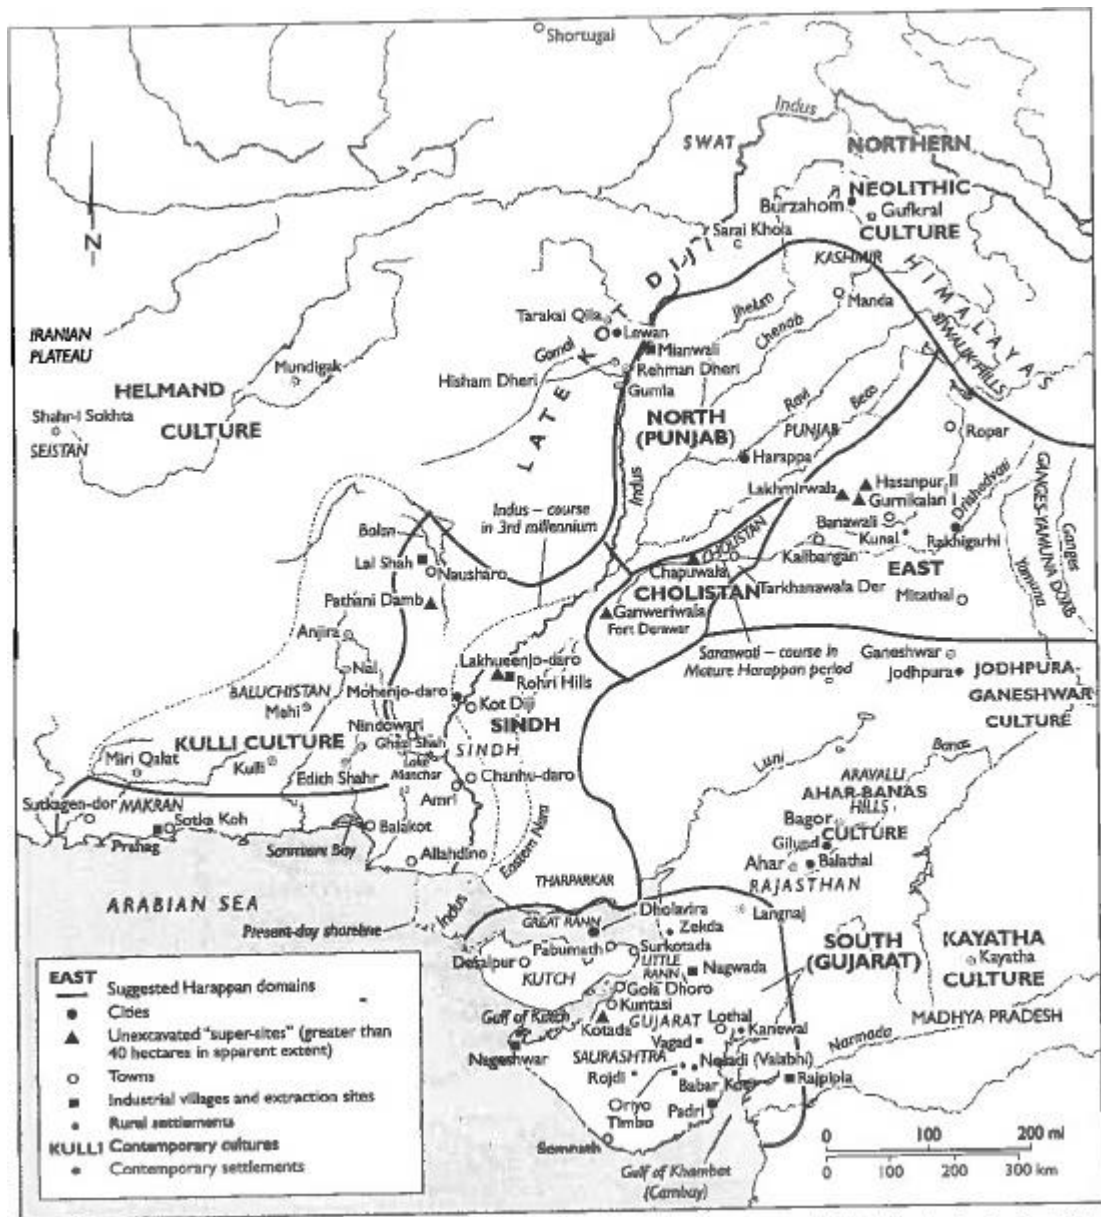 Shortugai
Indus
SWAT
NORTHERN
NEOLITHIC
Burzahom
Gufkral
CULTURE
Sarai Khola
KASHMIR
N
HIMALAYAS
SIWALIK HILLS
LATE KOT DIJI
Jhelum
Manda
Chenab
Tarakai Qila
Lewan
IRANIAN
PLATEAU
Gomal
Mianwali
Mundigak
Rehman Dheri
Hisham Dheri
Gumla
HELMAND
Ravi
Beas
Shahr-i Sokhta
CULTURE
NORTH
(PUNJAB)
PUNJAB
Ropar
SEISTAN
Harappa
Indus
Hasanpur II
Lakhmirwala
Gurnikalan I
Drishadvati
GANGES-YAMUNA DOAB
Ganges
Yamuna
Indus – course
in 3rd millennium
Bolan
Banawali
Kunal
Rakhigarhi
CHOLISTAN
Kalibangan
Lal Shah
Nausharo
Chapuwala
EAST
CHOLISTAN
Tarkhanawala Der
Mitathal
Pathani Damb
Ganweriwala
Fort Derawar
Anjira
Saraswati – course in
Mature Harappan period
Ganeshwar
Jodhpura
JODHPURA-
GANESHWAR
CULTURE
Lakhueenjo-daro
Nal
Rohri Hills
BALUCHISTAN
Mohenjo-daro
Kot Diji
Mehi
SINDH
Nindowari
KULLI CULTURE
Ghazi Shah
SINDH
Lake
Manchar
Miri Qalat
Kulli
Edith Shahr
Chanhu-daro
Luni
Banas
Amri
ARAVALLI
HILLS
AHAR-BANAS
CULTURE
Sutkagen-dor
MAKRAN
Sotka Koh
Bagor
Prahag
Balakot
Gilund
Sonmiani Bay
Allahdino
Eastern Nara
Ahar
Balathal
RAJASTHAN
THARPARKAR
ARABIAN SEA
Indus
Dholavira
Langnaj
GREAT RANN
Zekda
Present-day shoreline
Pabumath
Surkotada
SOUTH
(GUJARAT)
KAYATHA
Kayatha
CULTURE
Desalpur
LITTLE
RANN
Nagwada
KUTCH
Gola Dhoro
Kuntasi
Gulf of Kutch
GUJARAT
Lothal
MADHYA PRADESH
Kotada
Kanewal
Vagad
Narmada
Nageshwar
SAURASHTRA
Neladi (Valabhi)
Rojdi
Babar Kot
Rajpipla
Oriyo
Timbo
Padri
Somnath
Gulf of Khambat
(Cambay)
EAST
Suggested Harappan domains
Cities
Unexcavated "super-sites" (greater than
40 hectares in apparent extent)
Towns
Industrial villages and extraction sites
Rural settlements
KULLI Contemporary cultures
Contemporary settlements
0 100 200 mi
0 100 200 300 km